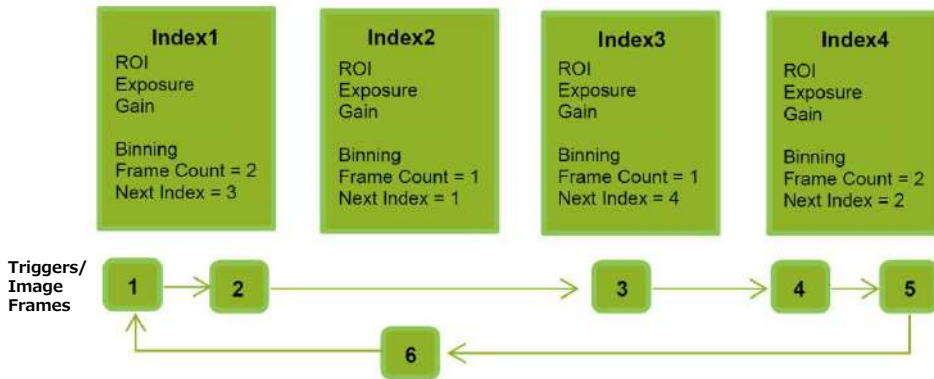 Index1
ROI
Exposure
Gain
Binning
Frame Count = 2
Next Index = 3
Index2
ROI
Exposure
Gain
Binning
Frame Count = 1
Next Index = 1
Index3
ROI
Exposure
Gain
Binning
Frame Count = 1
Next Index = 4
Index4
ROI
Exposure
Gain
Binning
Frame Count = 2
Next Index = 2
Triggers/
Image
Frames
1
2
3
4
5
6